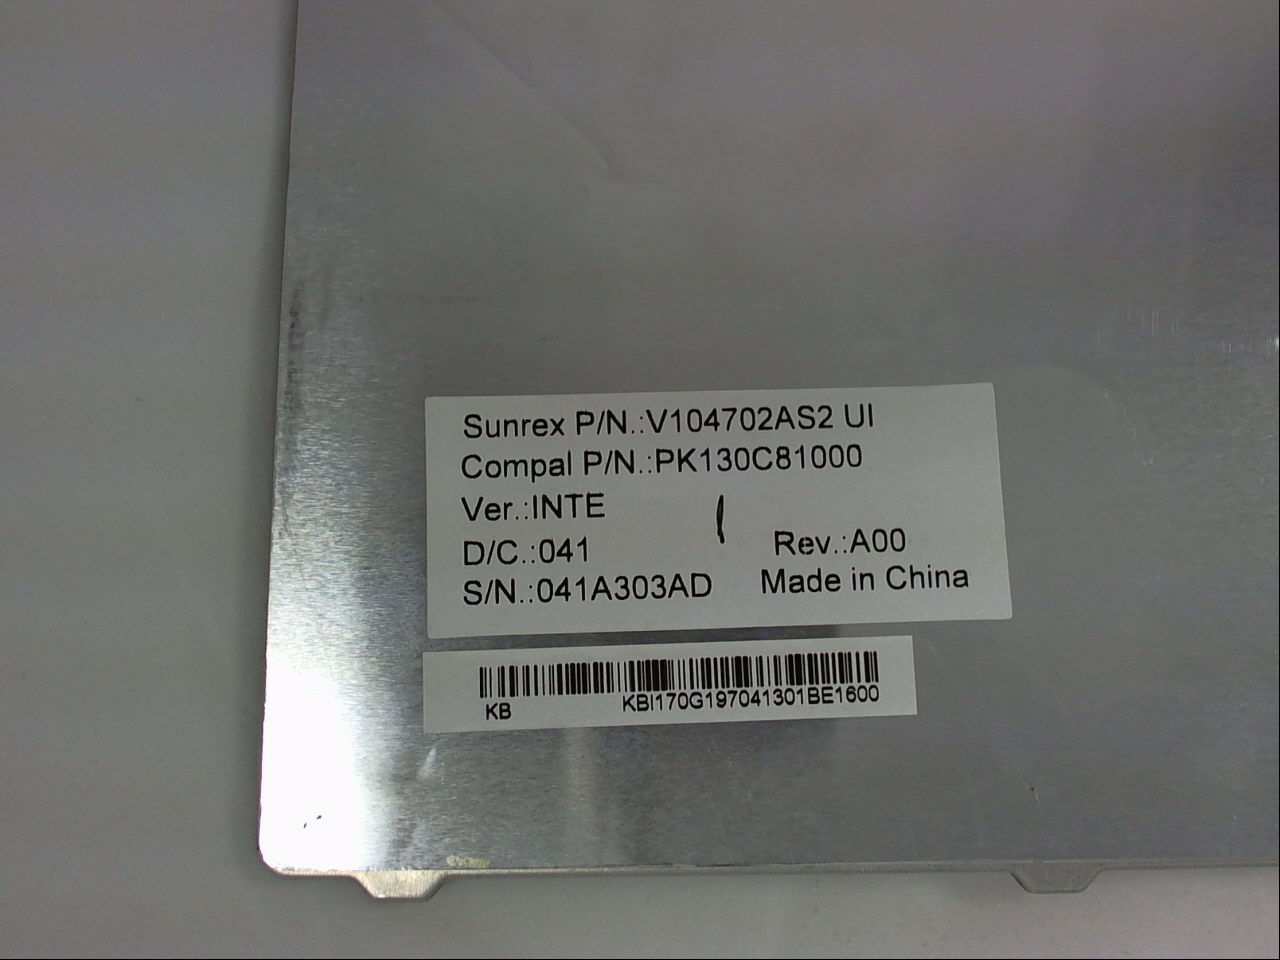 Sunrex P/N.:V104702AS2 UI
Compal P/N.:PK130C81000
Ver.:INTE
D/C.:041 Rev.:A00
S/N.:041A303AD Made in China
KB KBI170G197041301BE1600